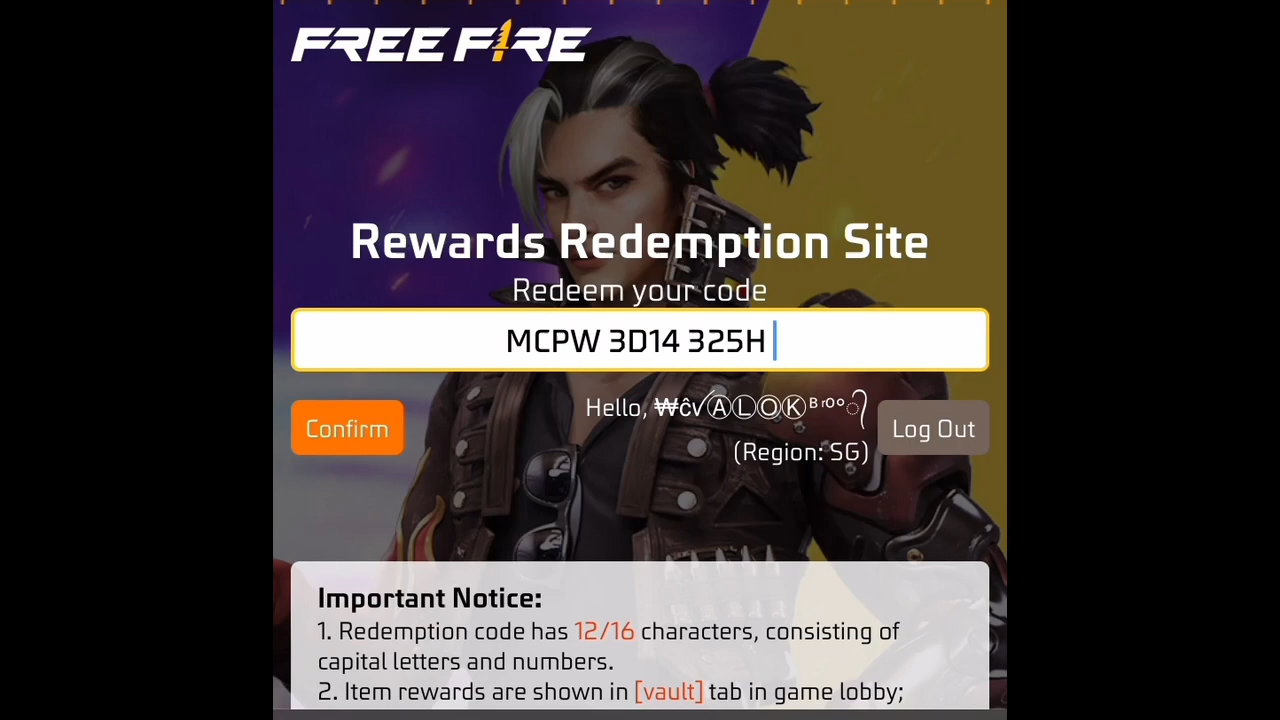 FREE FIRE
Rewards Redemption Site
Redeem your code
MCPW 3D14 325H
Hello, ₩ĉѵ⁄ⒶⓁⓄⓀᴮʳᵒ°ૃ
(Region: SG)
Confirm
Log Out
Important Notice:
1. Redemption code has 12/16 characters, consisting of
capital letters and numbers.
2. Item rewards are shown in [vault] tab in game lobby;